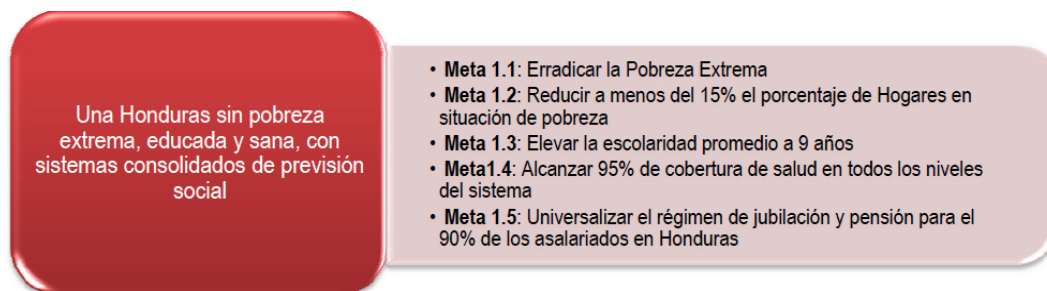 Una Honduras sin pobreza
extrema, educada y sana, con
sistemas consolidados de previsión
social
• Meta 1.1: Erradicar la Pobreza Extrema
• Meta 1.2: Reducir a menos del 15% el porcentaje de Hogares en
situación de pobreza
• Meta 1.3: Elevar la escolaridad promedio a 9 años
• Meta1.4: Alcanzar 95% de cobertura de salud en todos los niveles
del sistema
• Meta 1.5: Universalizar el régimen de jubilación y pensión para el
90% de los asalariados en Honduras